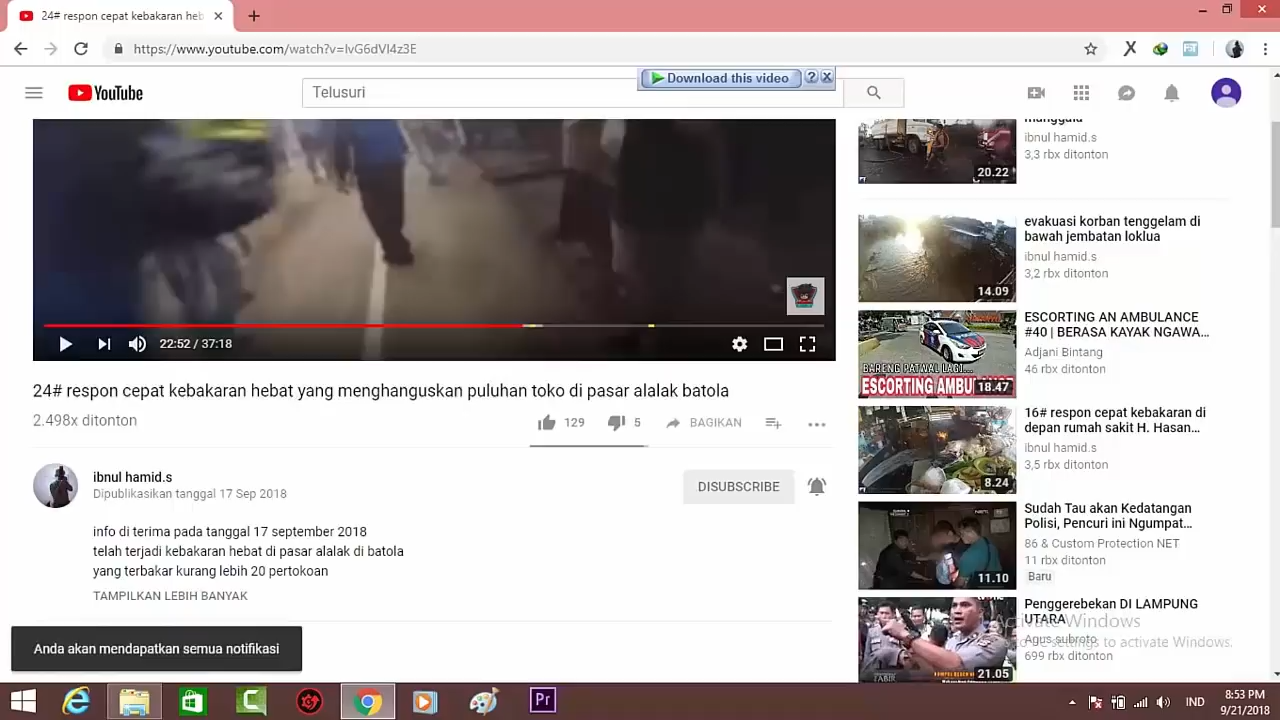 24# respon cepat kebakaran heb
https://www.youtube.com/watch?v=IvG6dVI4z3E
Download this video
YouTube
Telusuri
22:52 / 37:18
24# respon cepat kebakaran hebat yang menghanguskan puluhan toko di pasar alalak batola
2.498x ditonton
129
5
BAGIKAN
ibnul hamid.s
Dipublikasikan tanggal 17 Sep 2018
DISUBSCRIBE
info di terima pada tanggal 17 september 2018
telah terjadi kebakaran hebat di pasar alalak di batola
yang terbakar kurang lebih 20 pertokoan
TAMPILKAN LEBIH BANYAK
Anda akan mendapatkan semua notifikasi
manggala
ibnul hamid.s
3,3 rbx ditonton
20.22
evakuasi korban tenggelam di
bawah jembatan loklua
ibnul hamid.s
3,2 rbx ditonton
14.09
ESCORTING AN AMBULANCE
#40 | BERASA KAYAK NGAWA...
Adjani Bintang
46 rbx ditonton
BARENG PATWAL LAGI...
ESCORTING AMBU
18.47
16# respon cepat kebakaran di
depan rumah sakit H. Hasan...
ibnul hamid.s
3,5 rbx ditonton
8.24
Sudah Tau akan Kedatangan
Polisi, Pencuri ini Ngumpat...
86 & Custom Protection NET
11 rbx ditonton
Baru
11.10
Penggerebekan DI LAMPUNG
UTARA
Agus subroto
699 rbx ditonton
21.05
Activate Windows
Go to PC settings to activate Windows.
Pr
IND
8:53 PM
9/21/2018